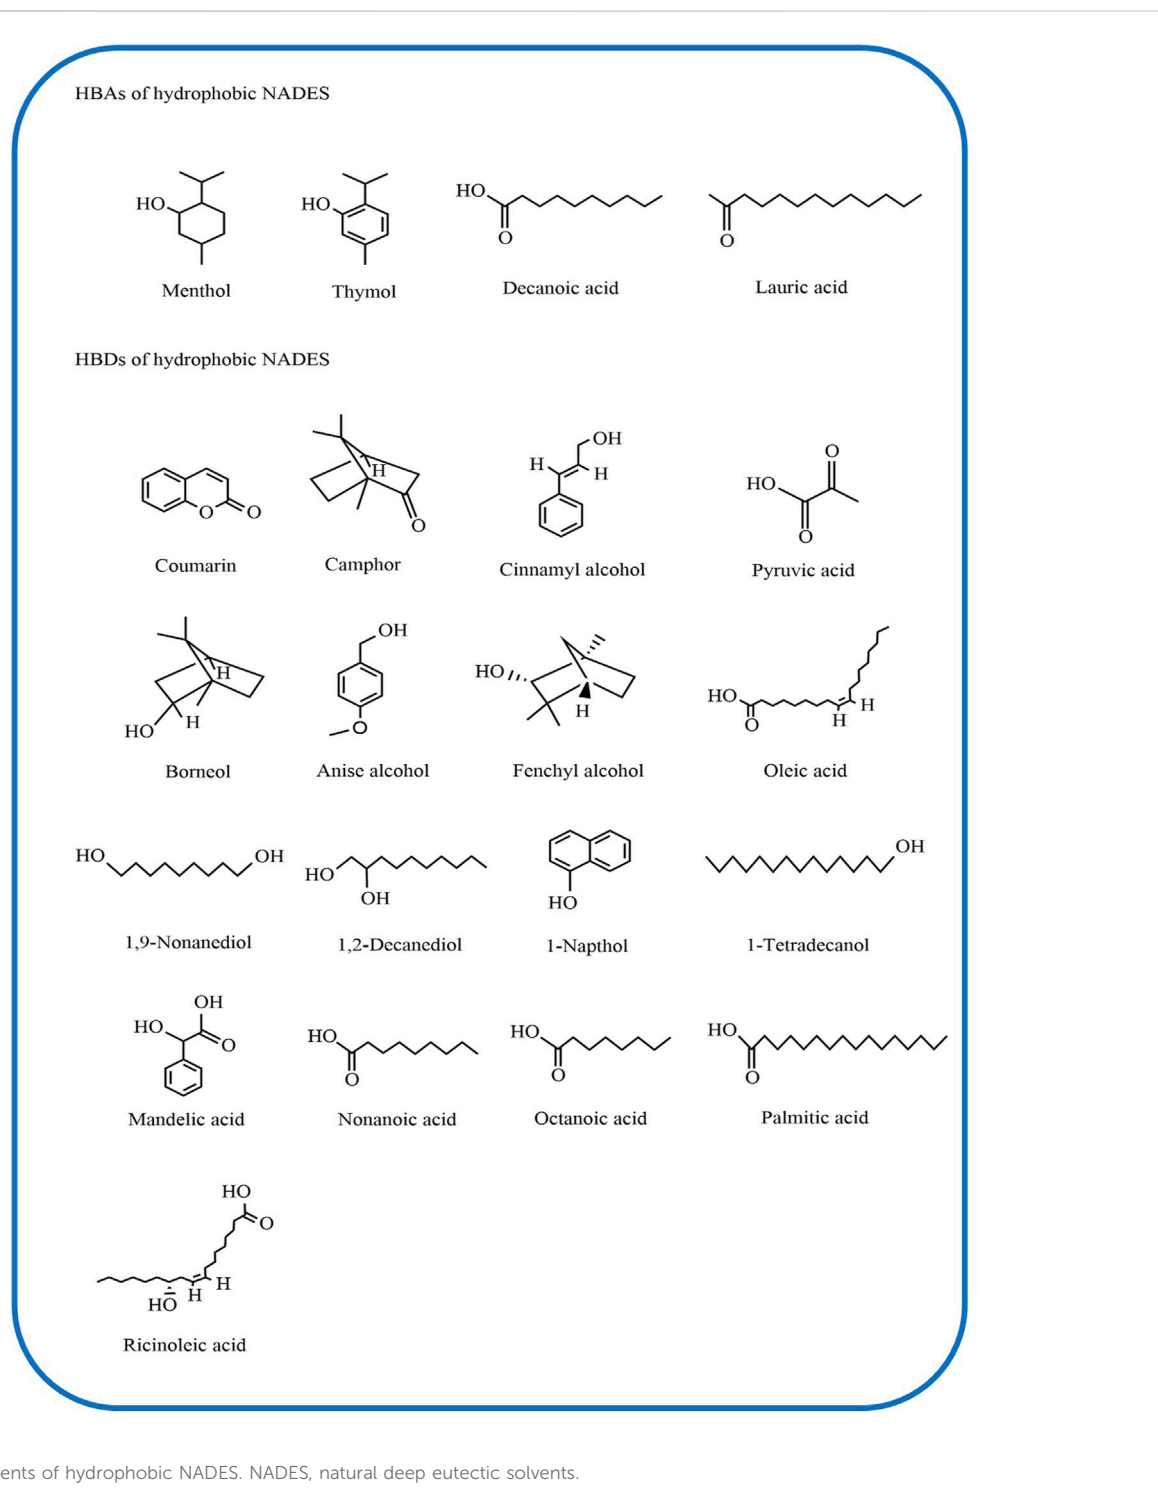 HBAs of hydrophobic NADES
HO
HO
HO
O
O
Menthol
Thymol
Decanoic acid
Lauric acid
HBDs of hydrophobic NADES
O
O
H
O
OH
H
H
HO
O
O
Coumarin
Camphor
Cinnamyl alcohol
Pyruvic acid
H
H
HO
OH
O
HO
H
HO
O
H
H
Borneol
Anise alcohol
Fenchyl alcohol
Oleic acid
HO
OH
HO
OH
HO
OH
1,9-Nonanediol
1,2-Decanediol
1-Napthol
1-Tetradecanol
OH
HO
O
HO
O
HO
O
HO
O
Mandelic acid
Nonanoic acid
Octanoic acid
Palmitic acid
HO
O
H
H
HO
Ricinoleic acid
ents of hydrophobic NADES. NADES, natural deep eutectic solvents.